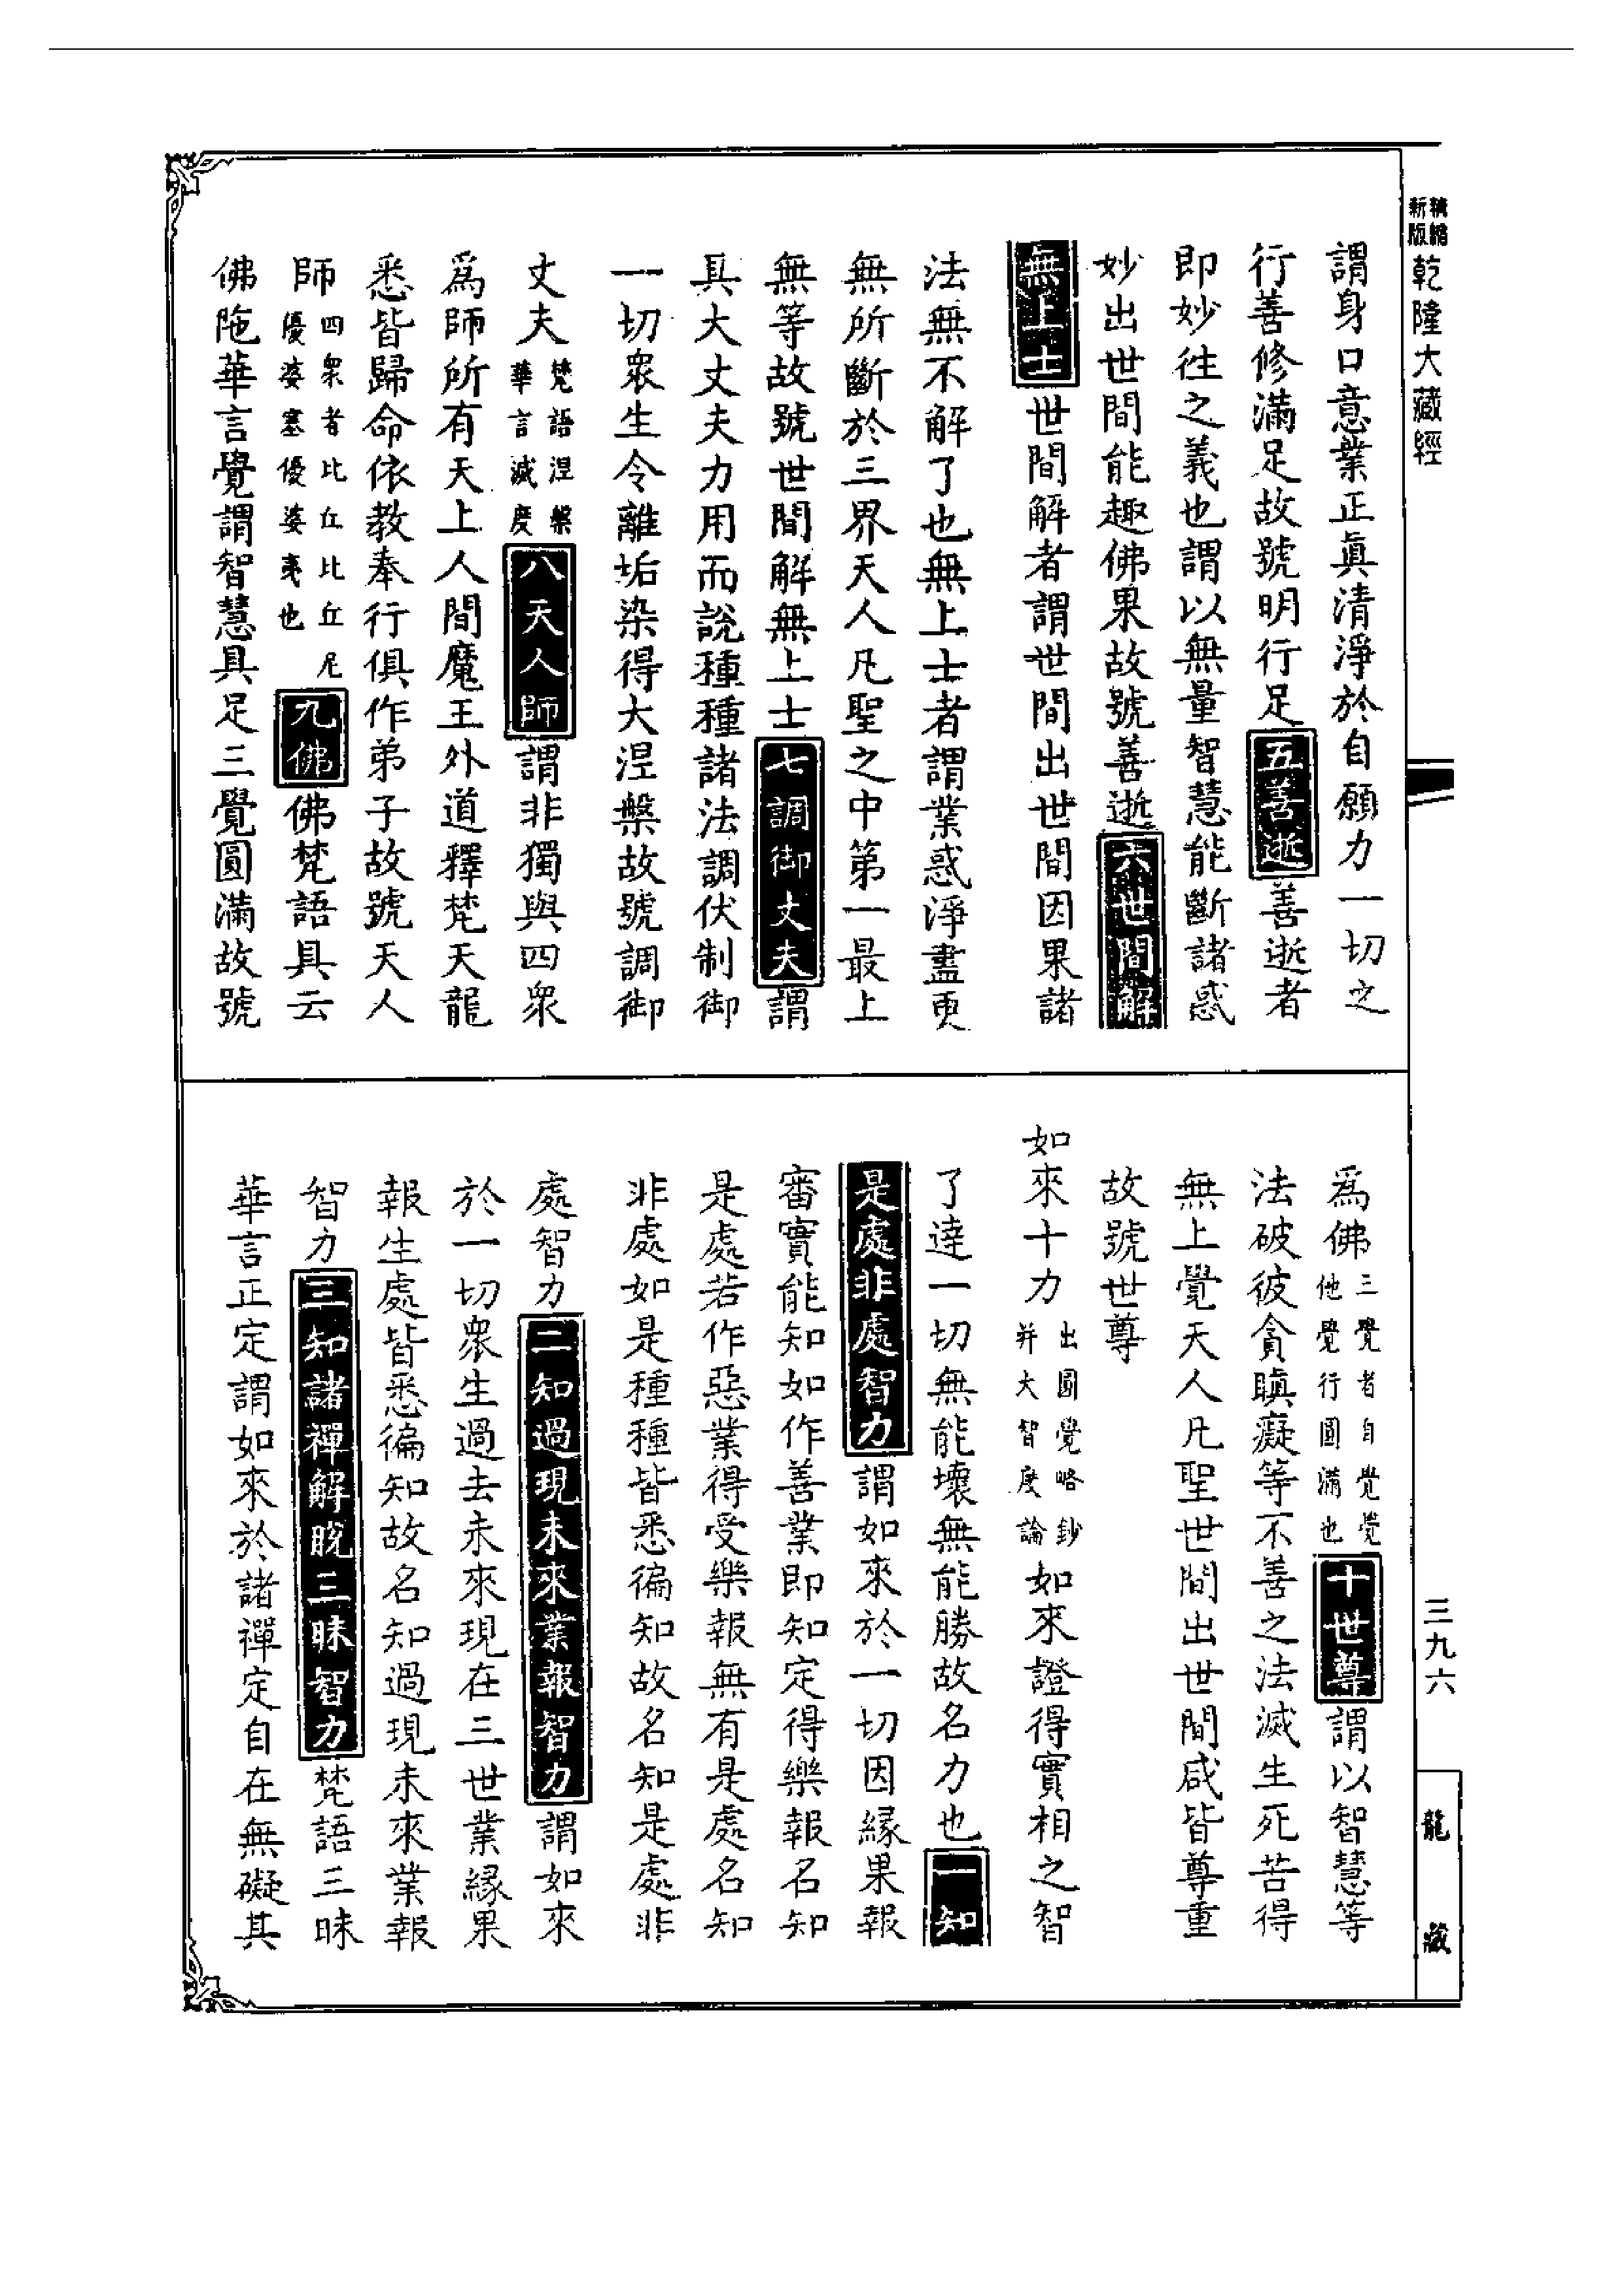 精縮
新版
乾隆大藏經
三九六
龍藏
謂身口意業正眞清淨於自願力一切之
行善修滿足故號明行足五善逝善逝者
即妙往之義也謂以無量智慧能斷諸惑
妙出世間能趣佛果故號善逝六世間解
無上士世間解者謂世間出世間因果諸
法無不解了也無上士者謂業惑淨盡更
無所斷於三界天人凡聖之中第一最上
無等故號世間解無上士七調御丈夫謂
具大丈夫力用而說種種諸法調伏制御
一切衆生令離垢染得大涅槃故號調御
丈夫梵語涅槃華言滅度八天人師謂非獨與四衆
爲師所有天上人間魔王外道釋梵天龍
悉皆歸命依教奉行俱作弟子故號天人
師四衆者比丘比丘尼優婆塞優婆夷也九佛佛梵語具云
佛陁華言覺謂智慧具足三覺圓滿故號
爲佛三覺者自覺覺他覺行圓滿也十世尊謂以智慧等
法破彼貪瞋癡等不善之法滅生死苦得
無上覺天人凡聖世間出世間咸皆尊重
故號世尊
如來十力出圓覺略鈔并大智度論如來證得實相之智
了達一切無能壞無能勝故名力也一知
是處非處智力謂如來於一切因緣果報
審實能知如作善業即知定得樂報名知
是處若作惡業得受樂報無有是處名知
非處如是種種皆悉徧知故名知是處非
處智力二知過現未來業報智力謂如來
於一切衆生過去未來現在三世業緣果
報生處皆悉徧知故名知過現未來業報
智力三知諸禪解脫三昧智力梵語三昧
華言正定謂如來於諸禪定自在無礙其